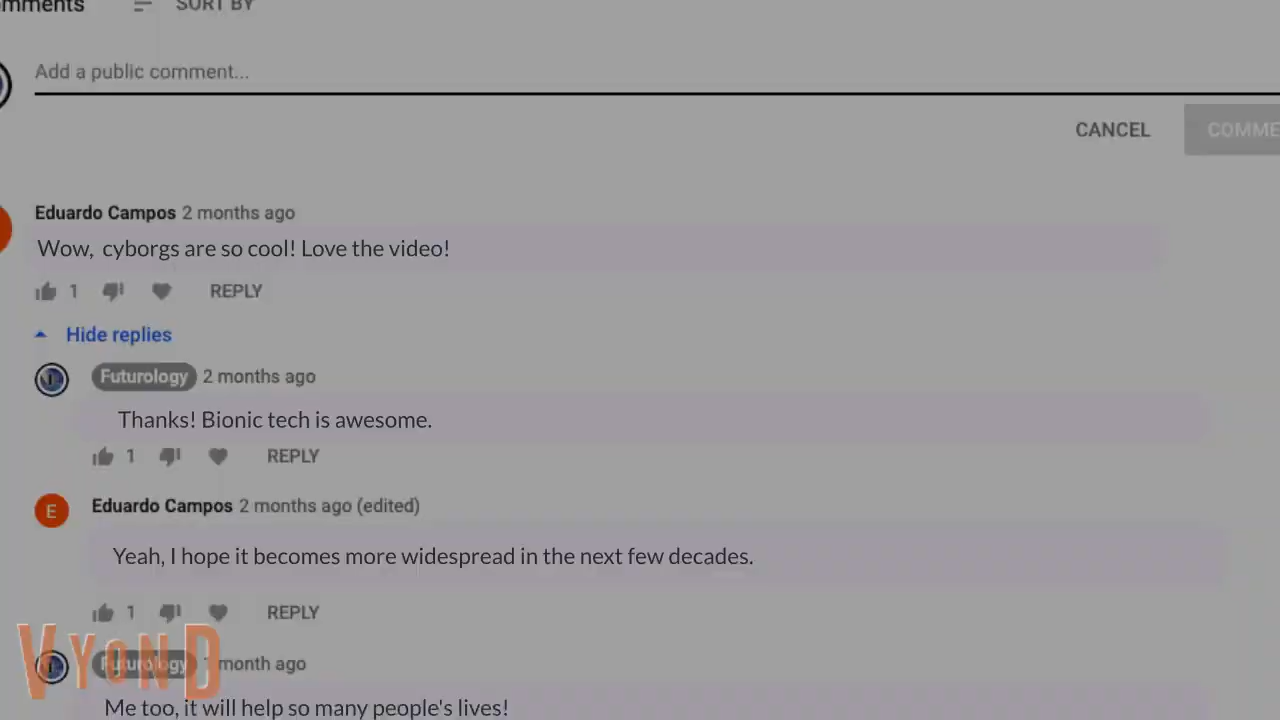 mments SORT BY
Add a public comment...
CANCEL COMME
Eduardo Campos 2 months ago
Wow, cyborgs are so cool! Love the video!
1 REPLY
Hide replies
Futurology 2 months ago
Thanks! Bionic tech is awesome.
1 REPLY
E Eduardo Campos 2 months ago (edited)
Yeah, I hope it becomes more widespread in the next few decades.
1 REPLY
Futurology 1 month ago
VYOND
Me too, it will help so many people's lives!